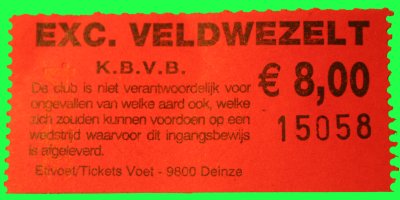 EXC. VELDWEZELT
K.B.V.B.
De club is niet verantwoordelijk voor
ongevallen van welke aard ook, welke
zich zouden kunnen voordoen op een
wedstrijd waarvoor dit ingangsbewijs
is afgeleverd.
€ 8,00
15058
Etivoet/Tickets Voet - 9800 Deinze